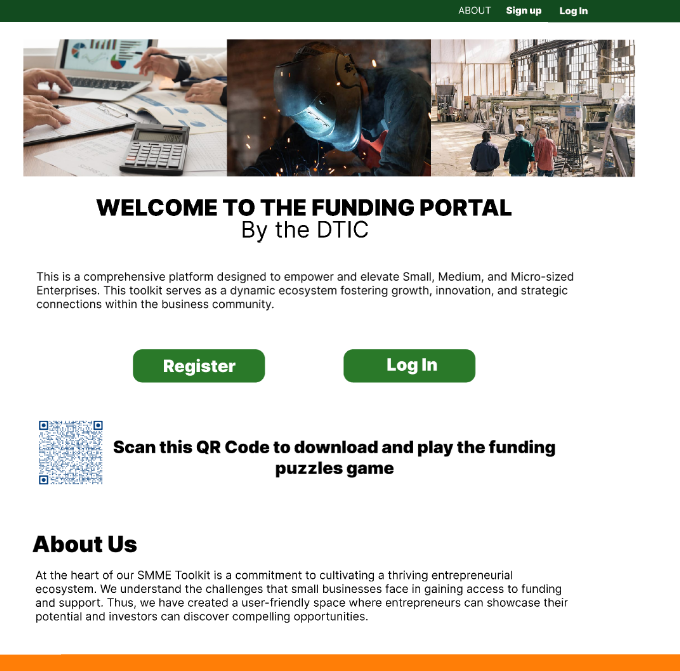 ABOUT Sign up Log In
WELCOME TO THE FUNDING PORTAL
By the DTIC
This is a comprehensive platform designed to empower and elevate Small, Medium, and Micro-sized
Enterprises. This toolkit serves as a dynamic ecosystem fostering growth, innovation, and strategic
connections within the business community.
Register Log In
Scan this QR Code to download and play the funding
puzzles game
About Us
At the heart of our SMME Toolkit is a commitment to cultivating a thriving entrepreneurial
ecosystem. We understand the challenges that small businesses face in gaining access to funding
and support. Thus, we have created a user-friendly space where entrepreneurs can showcase their
potential and investors can discover compelling opportunities.